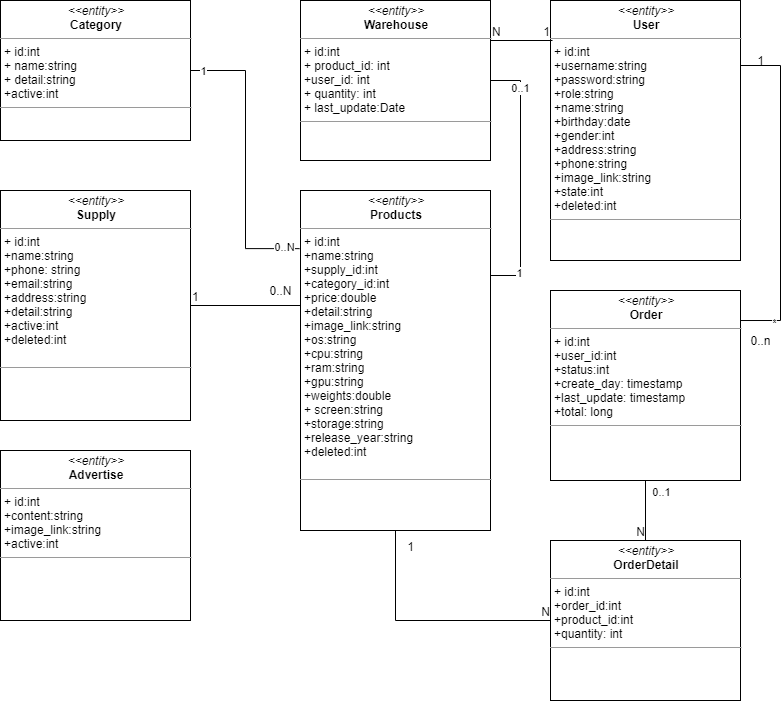 <<entity>>
Category
+ id:int
+ name:string
+ detail:string
+active:int
1
0..N
<<entity>>
Warehouse
+ id:int
+ product_id: int
+user_id: int
+ quantity: int
+ last_update:Date
N
1
0..1
1
<<entity>>
User
+ id:int
+username:string
+password:string
+role:string
+name:string
+birthday:date
+gender:int
+address:string
+phone:string
+image_link:string
+state:int
+deleted:int
1
*
0..n
<<entity>>
Supply
+ id:int
+name:string
+phone: string
+email:string
+address:string
+detail:string
+active:int
+deleted:int
1
0..N
<<entity>>
Products
+ id:int
+name:string
+supply_id:int
+category_id:int
+price:double
+detail:string
+image_link:string
+os:string
+cpu:string
+ram:string
+gpu:string
+weights:double
+ screen:string
+storage:string
+release_year:string
+deleted:int
1
N
<<entity>>
Order
+ id:int
+user_id:int
+status:int
+create_day: timestamp
+last_update: timestamp
+total: long
0..1
N
<<entity>>
Advertise
+ id:int
+content:string
+image_link:string
+active:int
<<entity>>
OrderDetail
+ id:int
+order_id:int
+product_id:int
+quantity: int